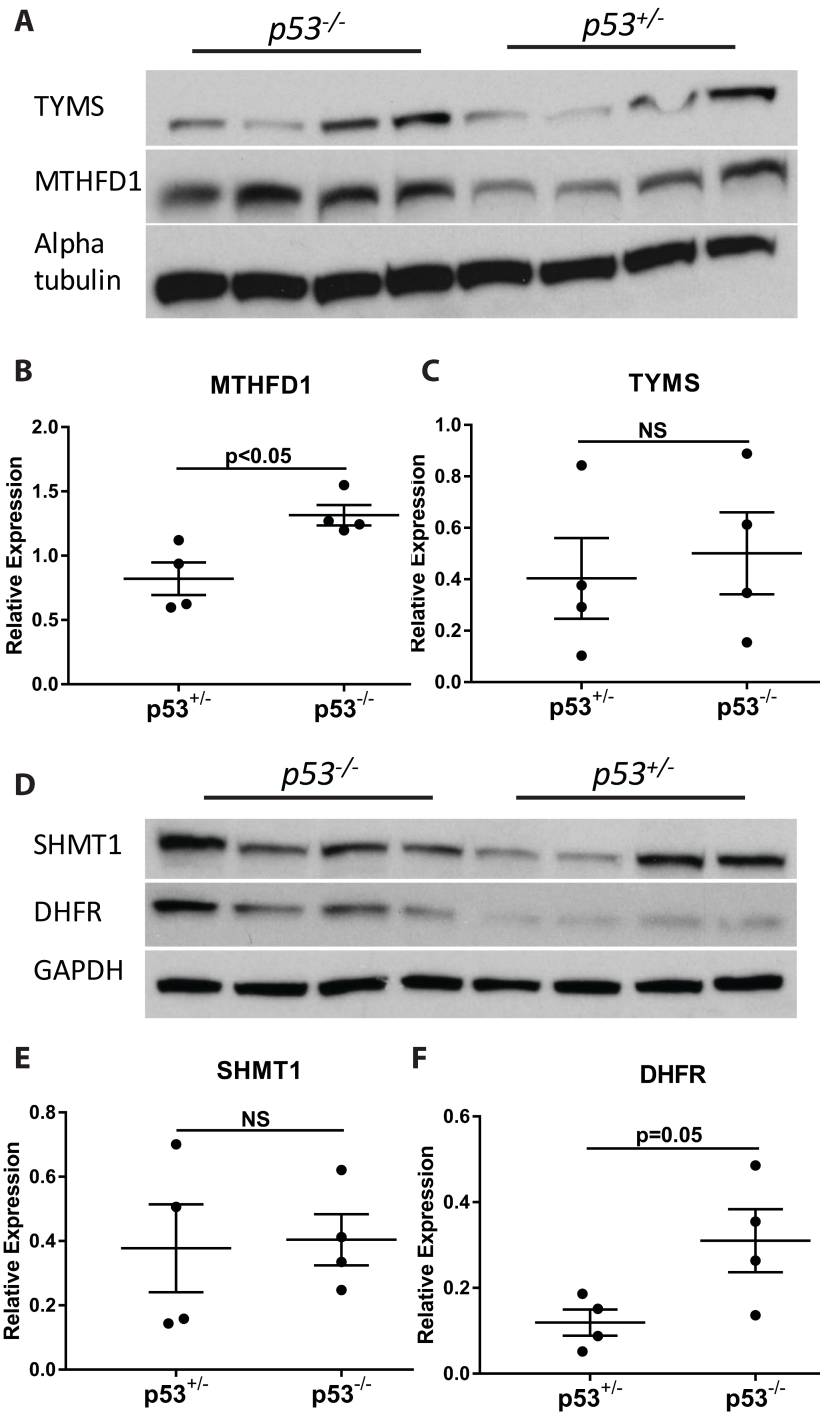 A
p53-/-
p53+/-
TYMS
MTHFD1
Alpha
tubulin
B
MTHFD1
2.0
1.5
1.0
0.5
0.0
Relative Expression
p<0.05
p53+/-
p53-/-
C
TYMS
1.0
0.8
0.6
0.4
0.2
0.0
Relative Expression
NS
p53+/-
p53-/-
D
p53-/-
p53+/-
SHMT1
DHFR
GAPDH
E
SHMT1
0.8
0.6
0.4
0.2
0.0
Relative Expression
NS
p53+/-
p53-/-
F
DHFR
0.6
0.4
0.2
0.0
Relative Expression
p=0.05
p53+/-
p53-/-